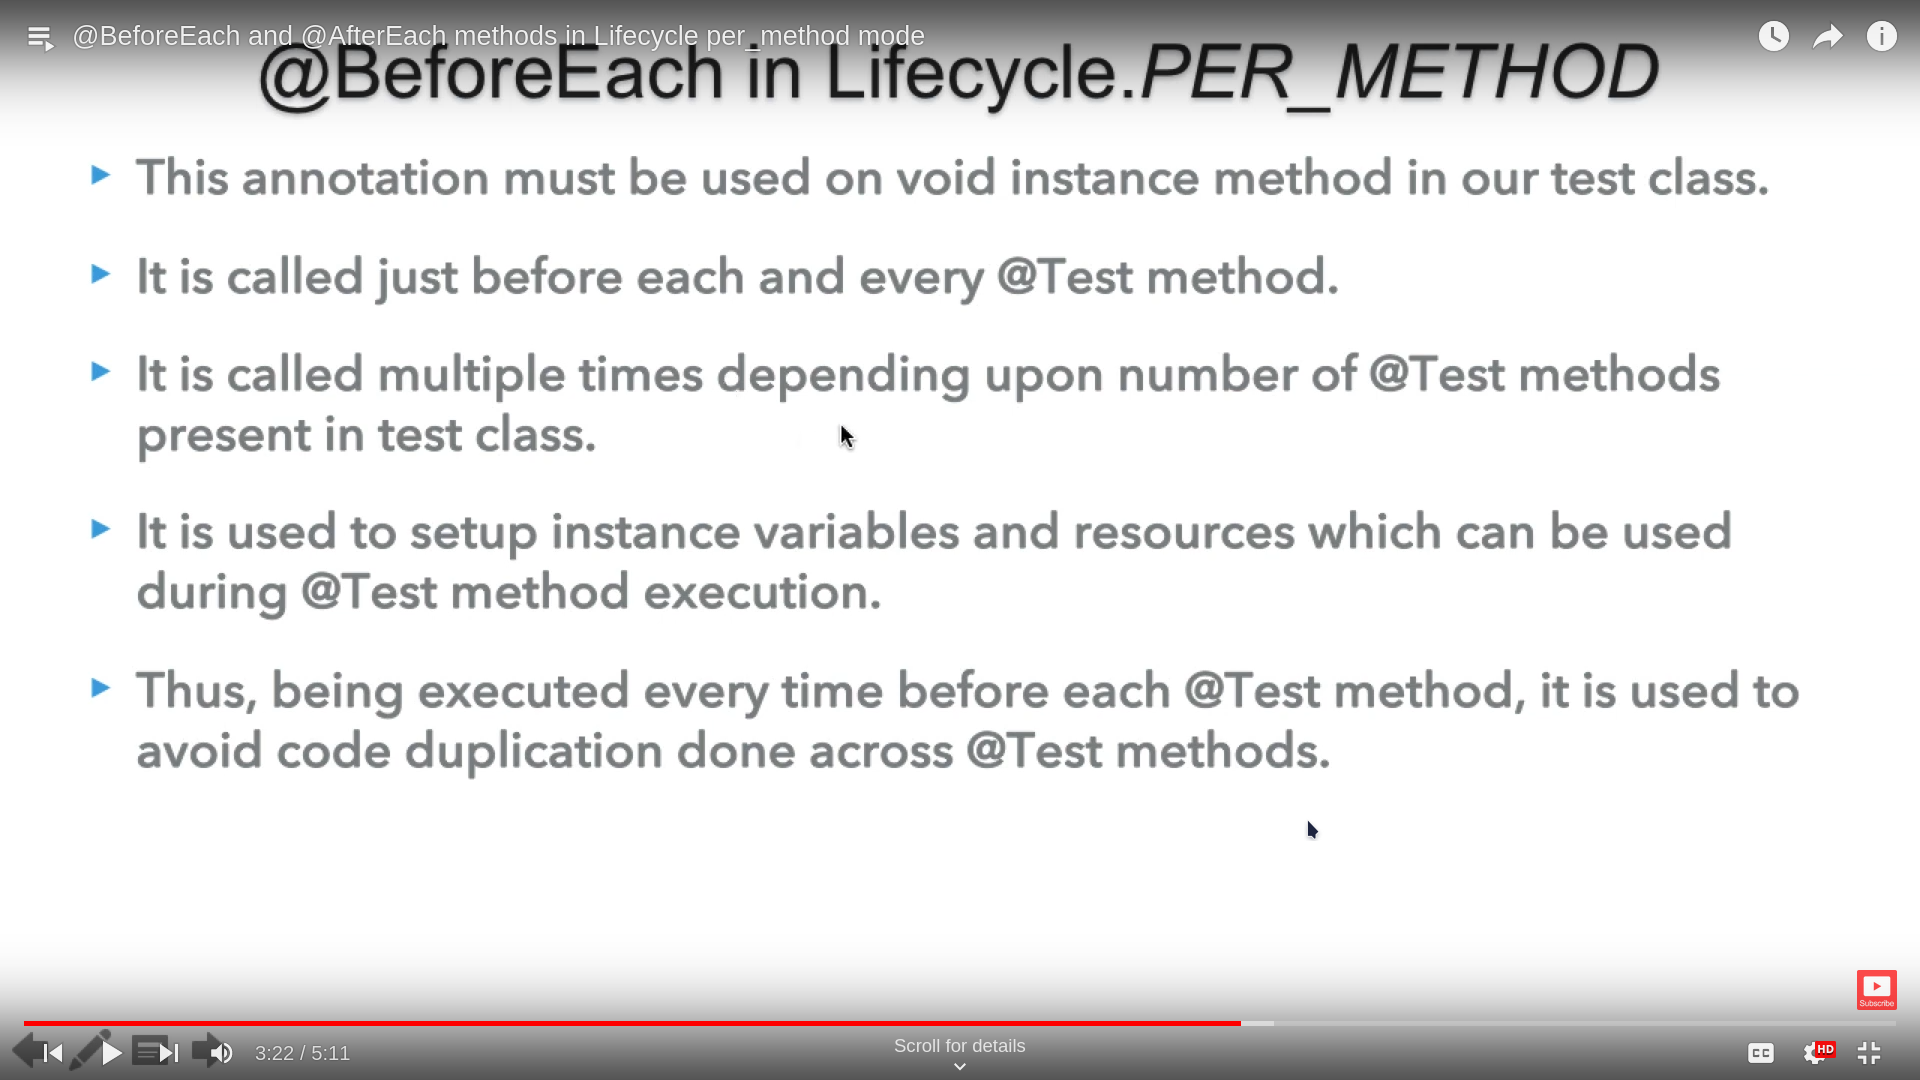 @BeforeEach and @AfterEach methods in Lifecycle per_method mode
@BeforeEach in Lifecycle.PER_METHOD
This annotation must be used on void instance method in our test class.
It is called just before each and every @Test method.
It is called multiple times depending upon number of @Test methods
present in test class.
It is used to setup instance variables and resources which can be used
during @Test method execution.
Thus, being executed every time before each @Test method, it is used to
avoid code duplication done across @Test methods.
Subscribe
3:22 / 5:11
Scroll for details
CC
HD